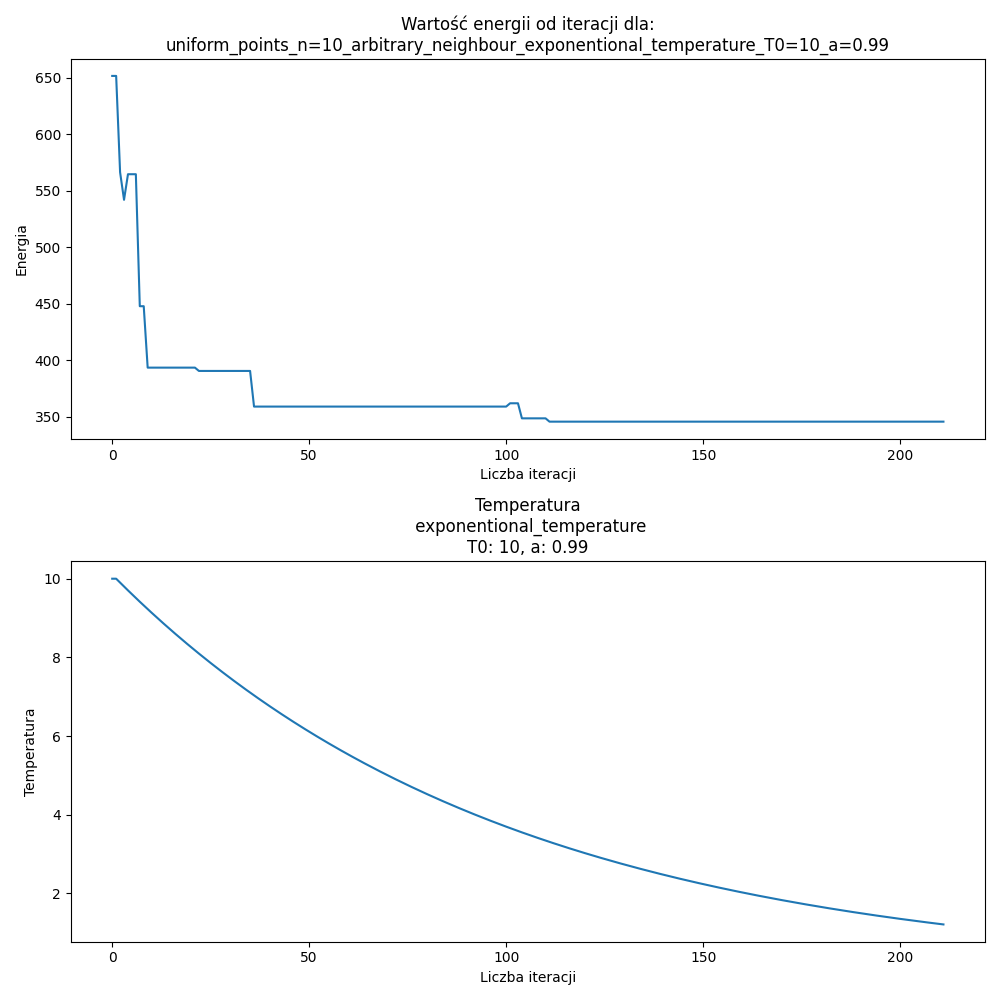 Wartość energii od iteracji dla:
uniform_points_n=10_arbitrary_neighbour_exponentional_temperature_T0=10_a=0.99
650
600
550
500
450
400
350
Energia
0 50 100 150 200
Liczba iteracji
Temperatura
exponentional_temperature
T0: 10, a: 0.99
10
8
6
4
2
Temperatura
0 50 100 150 200
Liczba iteracji